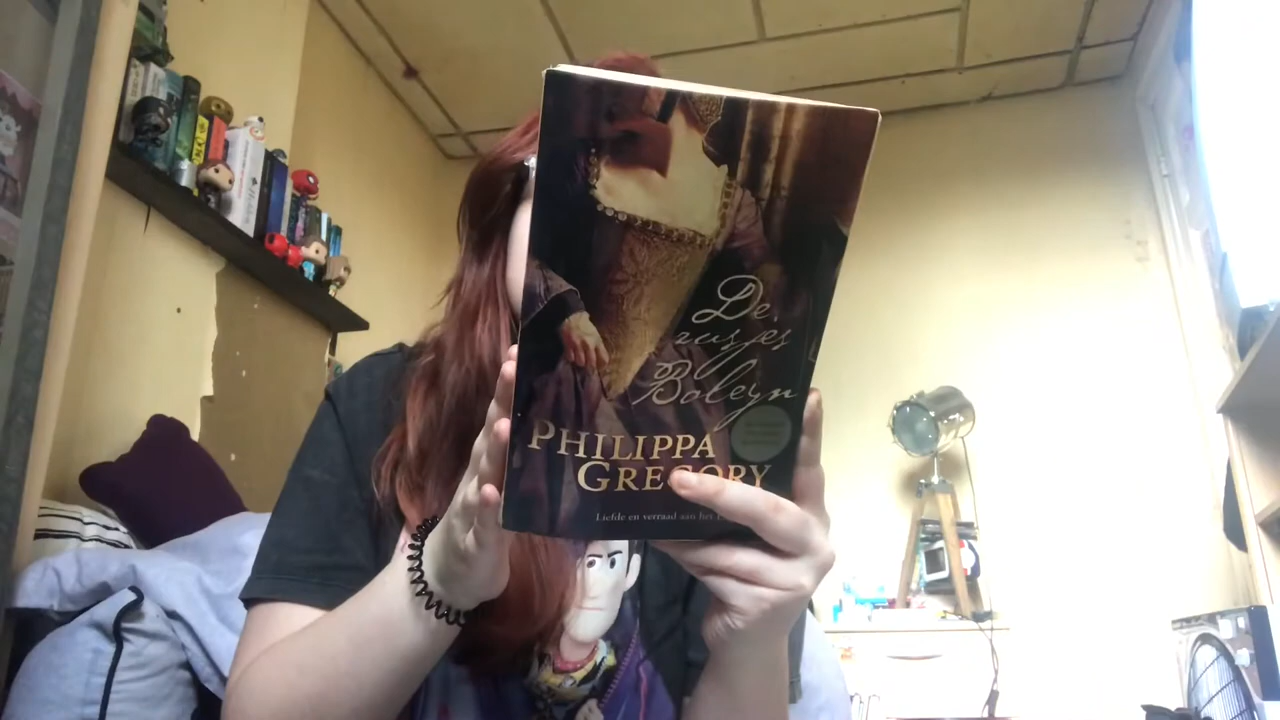 De
zusjes
Boleyn
PHILIPPA
GREGORY
Liefde en verraad aan het